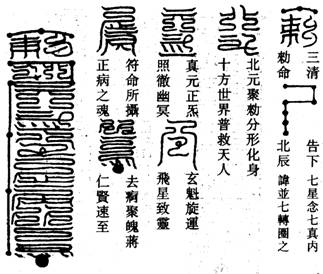 三清
勅命
告下 七星念七真内
北辰 諱並七轉圈之
北元聚勅分形化身
十方世界普救天人
真元正炁
照徹幽冥
玄魁旋運
飛星致靈
符命所攝
正病之魂
去痾聚魄蔣
仁賢速至